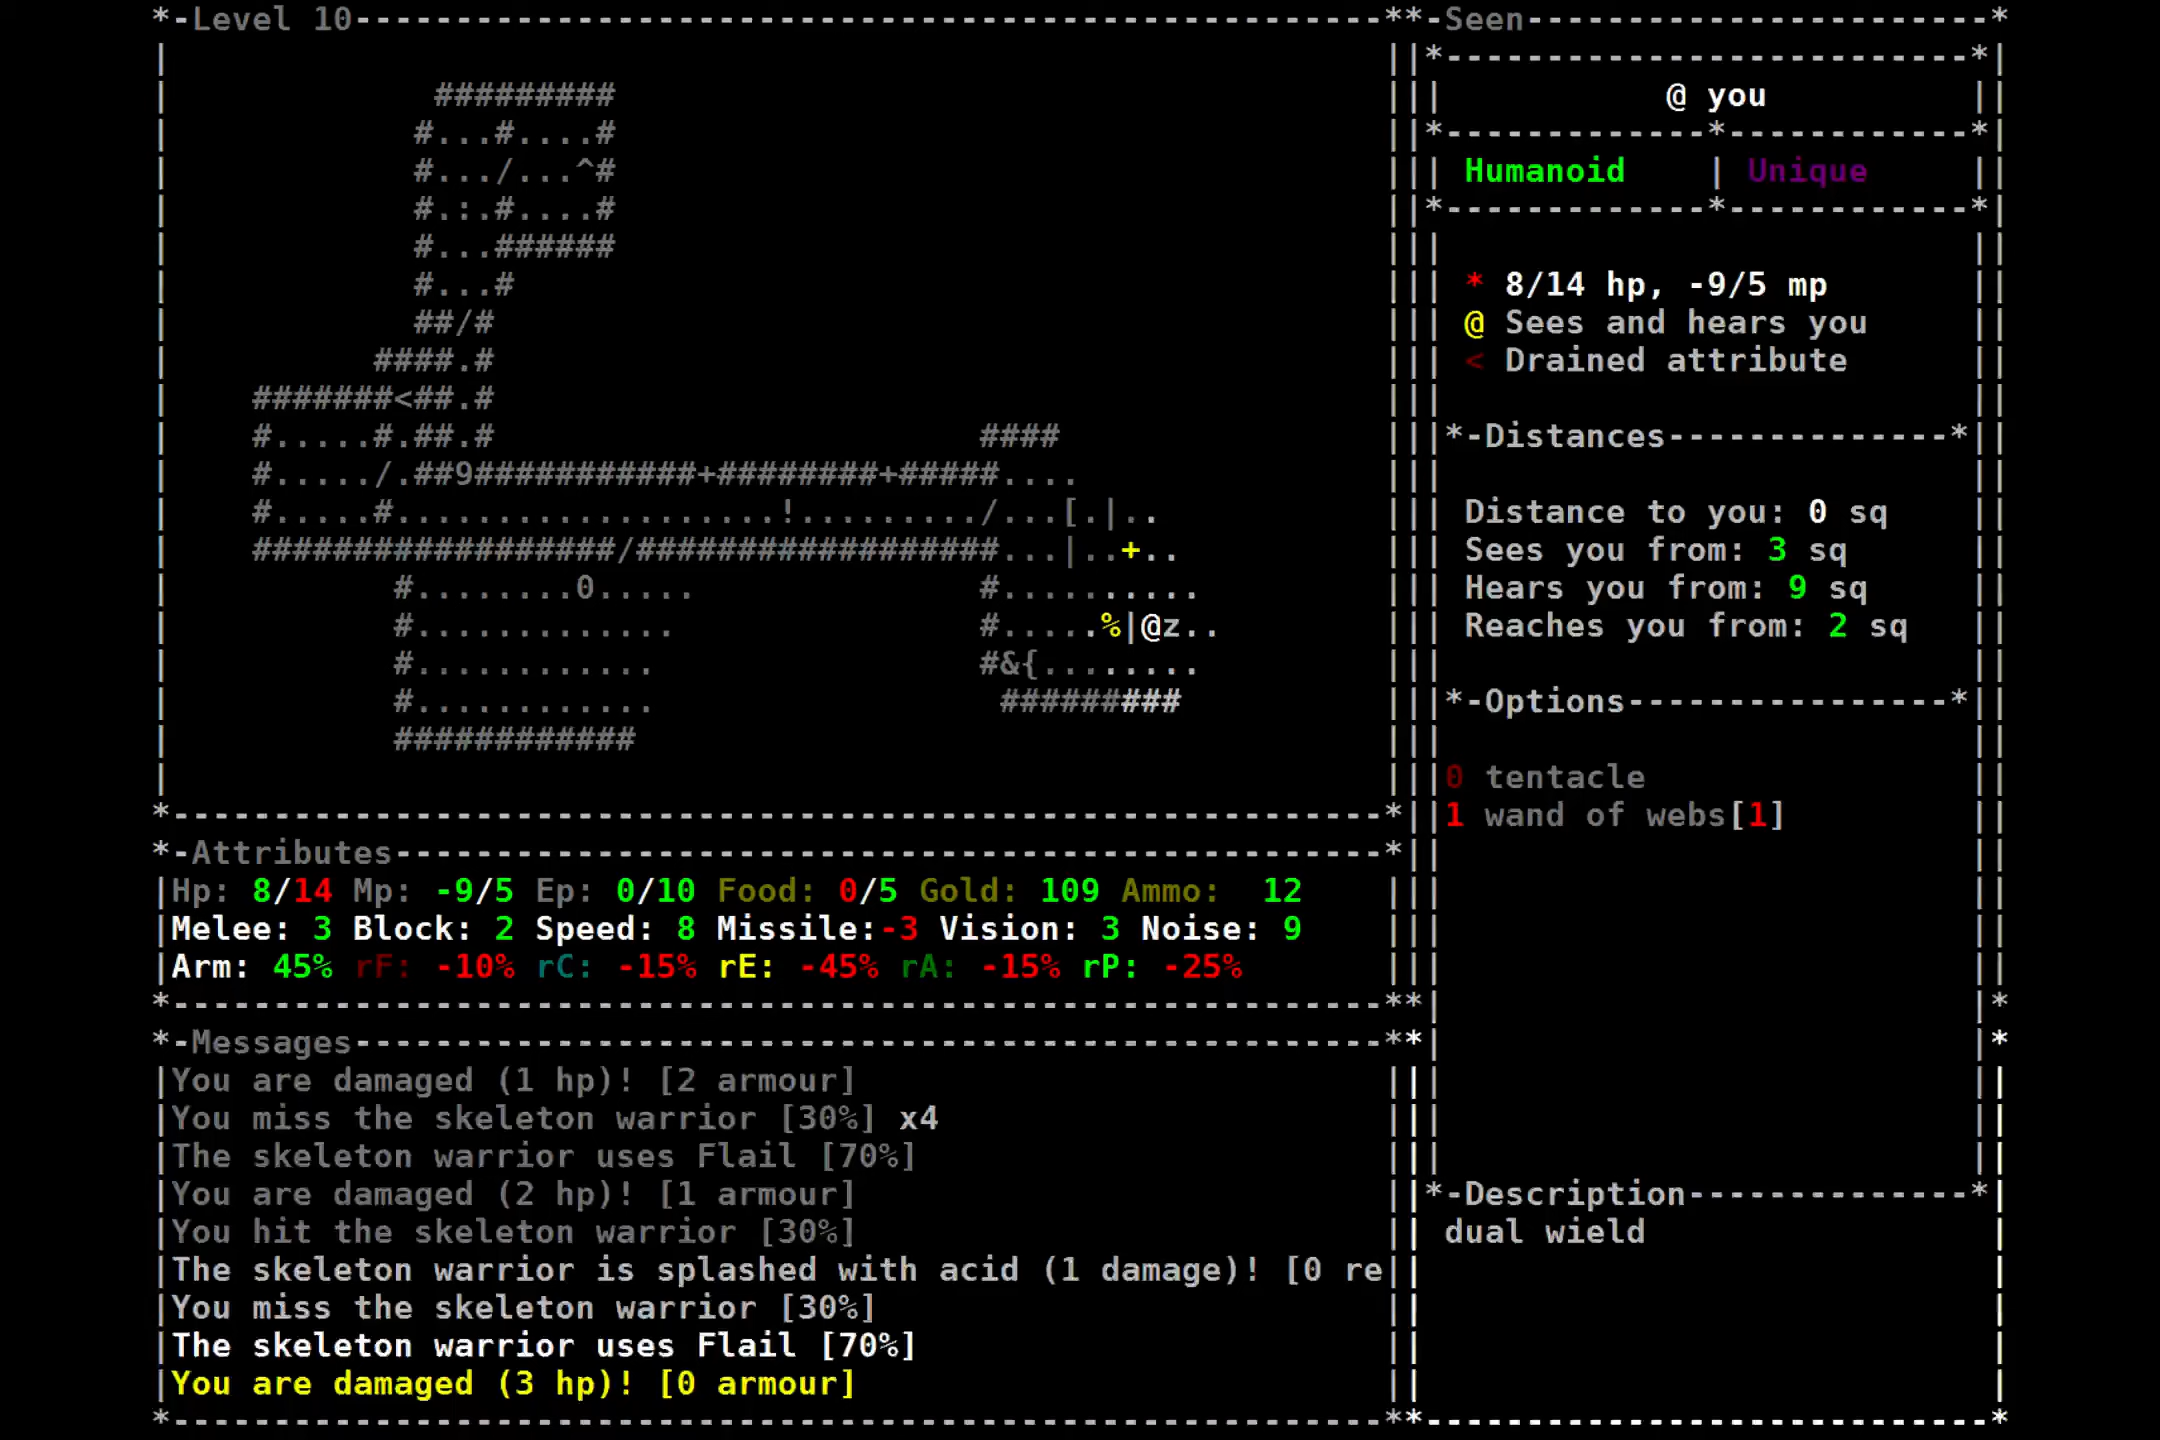 Level 10
#########
#...#....#
#.../...^#
#.:.#....#
#...######
#...#
##/#
####.#
#######<##.#
#.....#.##.# ####
#...../.##9###########+########+#####....
#.....#...................!........./...[.|..
##################/##################...|..+..
#........0..... #...........
#............. #.....%|@z..
#............ #&{........
#............ #########
############
Attributes
Hp: 8/14 Mp: -9/5 Ep: 0/10 Food: 0/5 Gold: 109 Ammo: 12
Melee: 3 Block: 2 Speed: 8 Missile:-3 Vision: 3 Noise: 9
Arm: 45% rF: -10% rC: -15% rE: -45% rA: -15% rP: -25%
Messages
You are damaged (1 hp)! [2 armour]
You miss the skeleton warrior [30%] x4
The skeleton warrior uses Flail [70%]
You are damaged (2 hp)! [1 armour]
You hit the skeleton warrior [30%]
The skeleton warrior is splashed with acid (1 damage)! [0 re
You miss the skeleton warrior [30%]
The skeleton warrior uses Flail [70%]
You are damaged (3 hp)! [0 armour]
Seen
@ you
Humanoid | Unique
* 8/14 hp, -9/5 mp
@ Sees and hears you
< Drained attribute
Distances
Distance to you: 0 sq
Sees you from: 3 sq
Hears you from: 9 sq
Reaches you from: 2 sq
Options
0 tentacle
1 wand of webs[1]
Description
dual wield